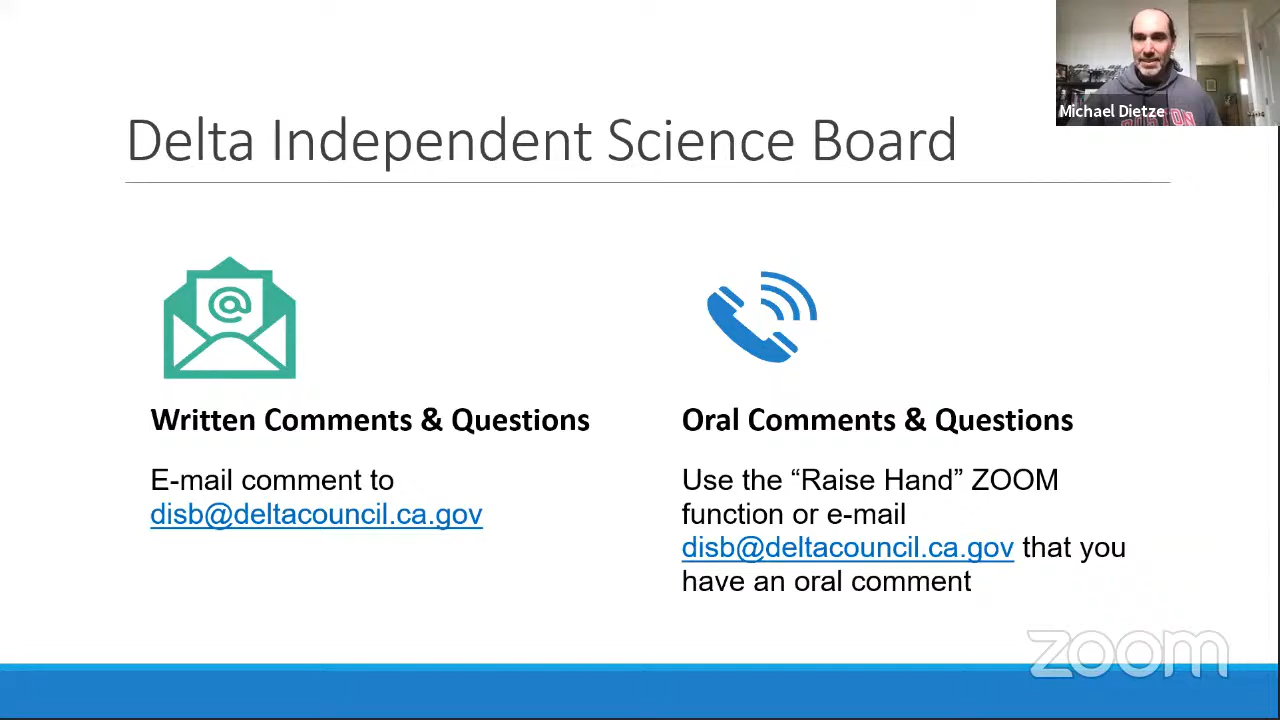 Michael Dietze
Delta Independent Science Board
@
Written Comments & Questions
E-mail comment to
disb@deltacouncil.ca.gov
Oral Comments & Questions
Use the “Raise Hand” ZOOM
function or e-mail
disb@deltacouncil.ca.gov that you
have an oral comment
zoom